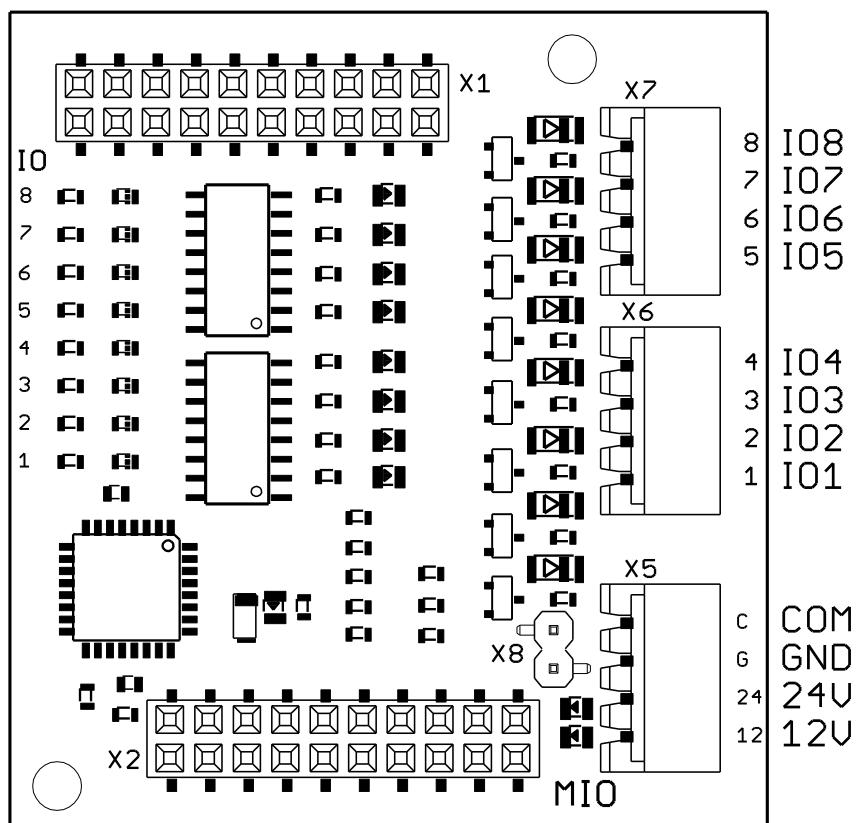 X1
X7
IO
8 IO8
7 IO7
6 IO6
5 IO5
8
7
6
5
4
3
2
1
X6
4 IO4
3 IO3
2 IO2
1 IO1
X5
C COM
G GND
24 24V
12 12V
X8
X2
MIO